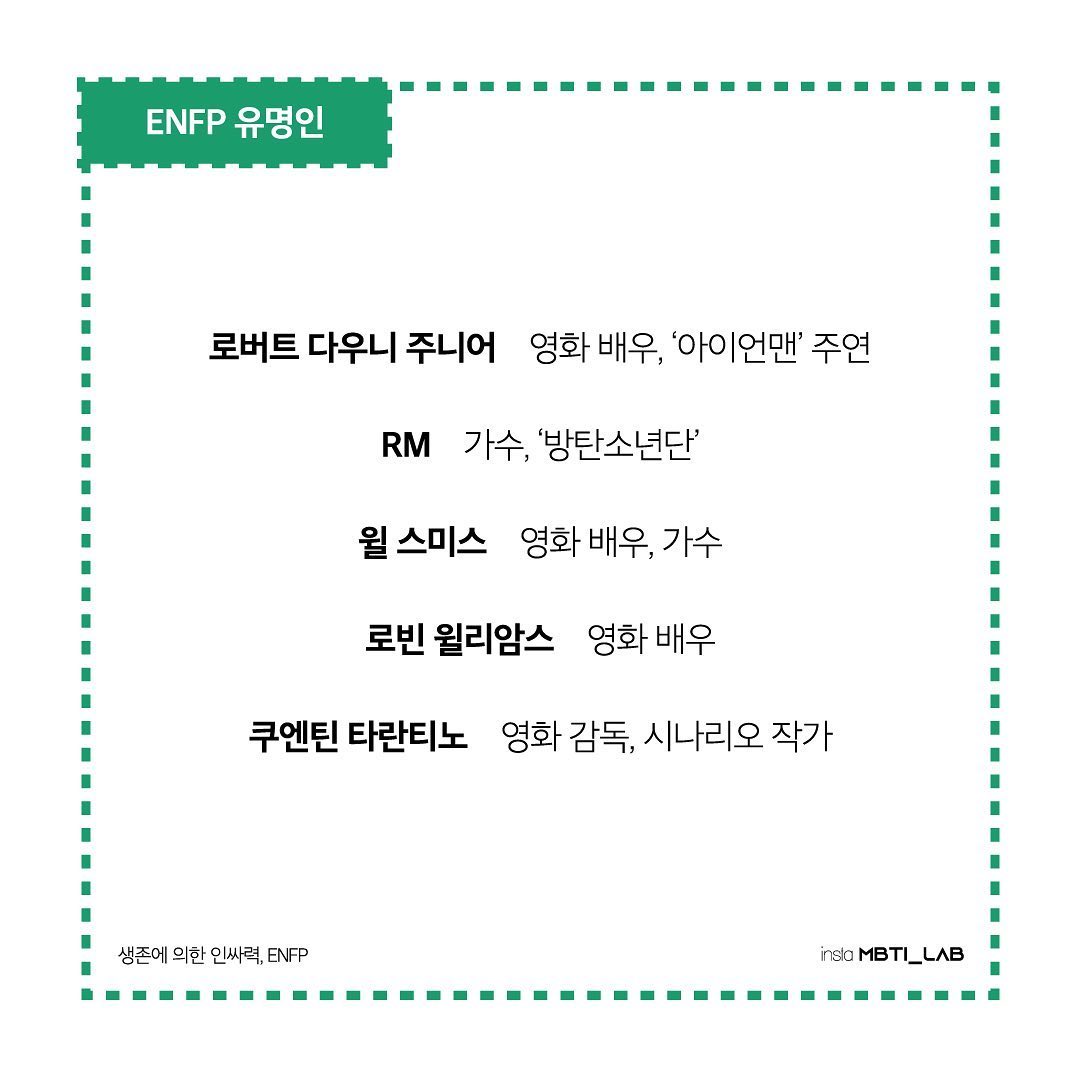 ENFP 유명인
로버트 다우니 주니어 영화 배우, ‘아이언맨’ 주연
RM 가수, ‘방탄소년단’
윌 스미스 영화 배우, 가수
로빈 윌리암스 영화 배우
쿠엔틴 타란티노 영화 감독, 시나리오 작가
생존에 의한 인싸력, ENFP
insta MBTI_LAB